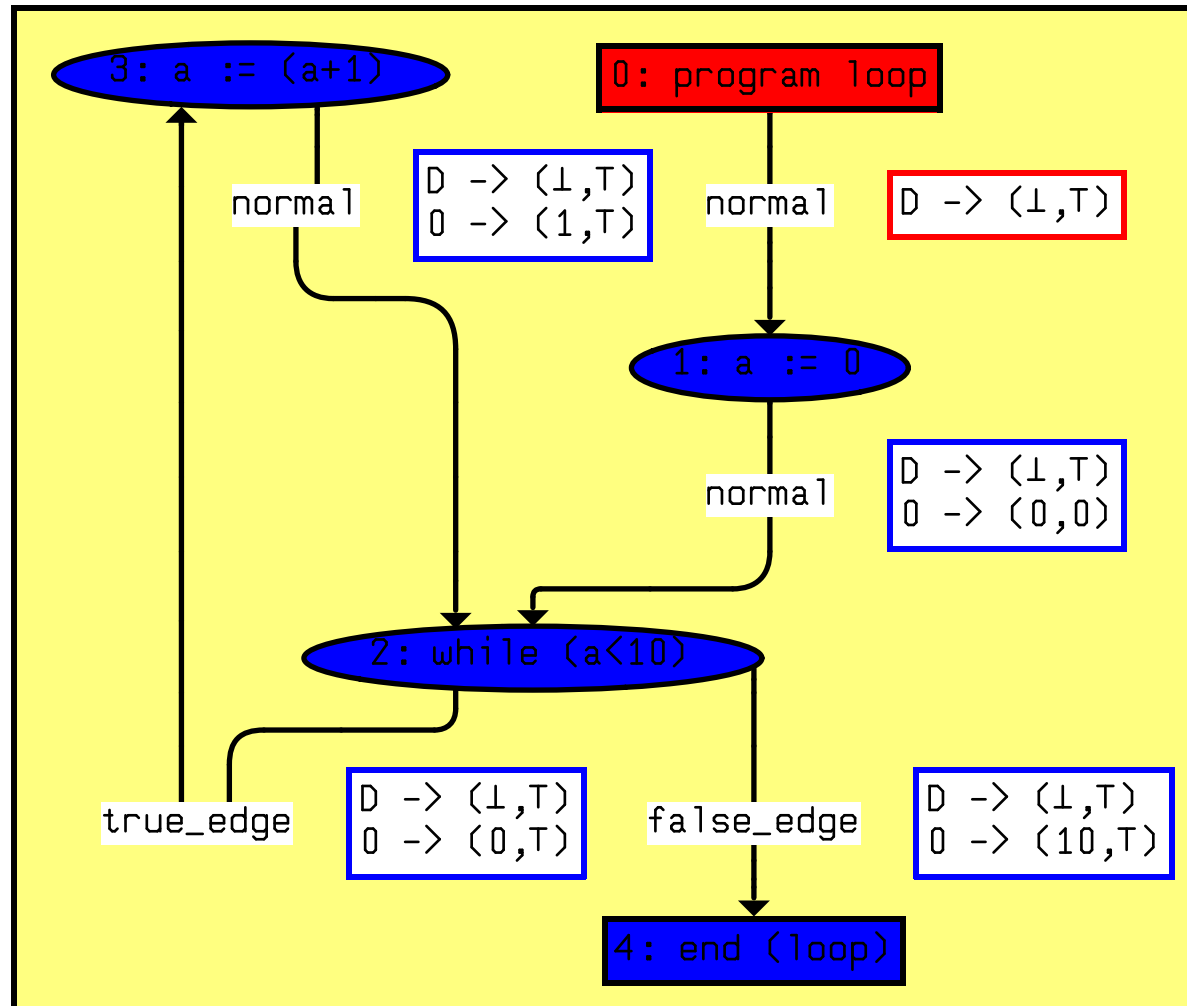 3: a := (a+1)
0: program loop
D -> (⊥,T)
0 -> (1,T)
normal
normal
D -> (⊥,T)
1: a := 0
D -> (⊥,T)
0 -> (0,0)
normal
2: while (a<10)
D -> (⊥,T)
0 -> (0,T)
true_edge
false_edge
D -> (⊥,T)
0 -> (10,T)
4: end (loop)